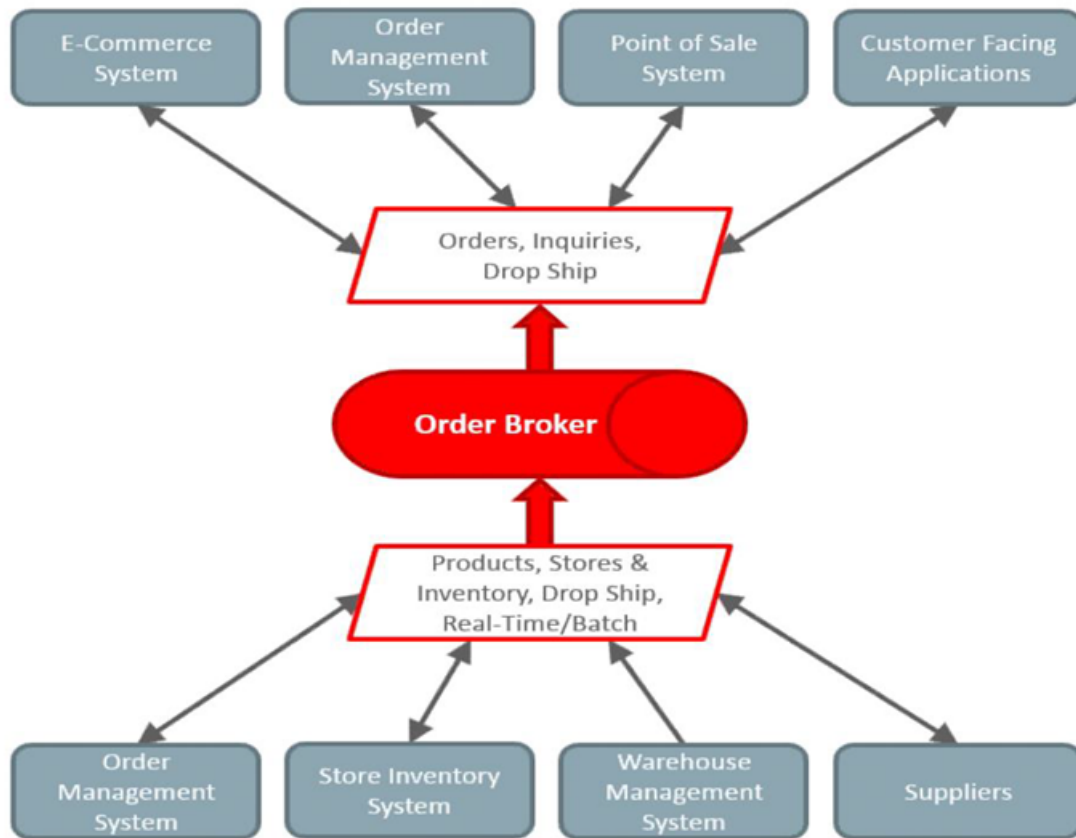 E-Commerce
System
Order
Management
System
Point of Sale
System
Customer Facing
Applications
Orders, Inquiries,
Drop Ship
Order Broker
Products, Stores &
Inventory, Drop Ship,
Real-Time/Batch
Order
Management
System
Store Inventory
System
Warehouse
Management
System
Suppliers